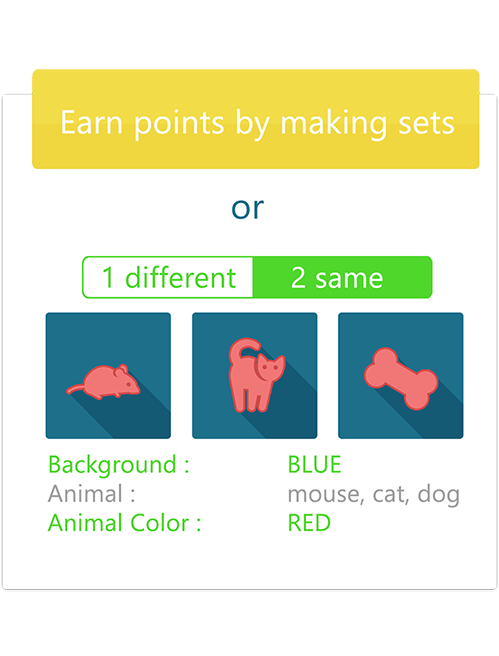 Earn points by making sets
or
1 different 2 same
Background : BLUE
Animal : mouse, cat, dog
Animal Color : RED